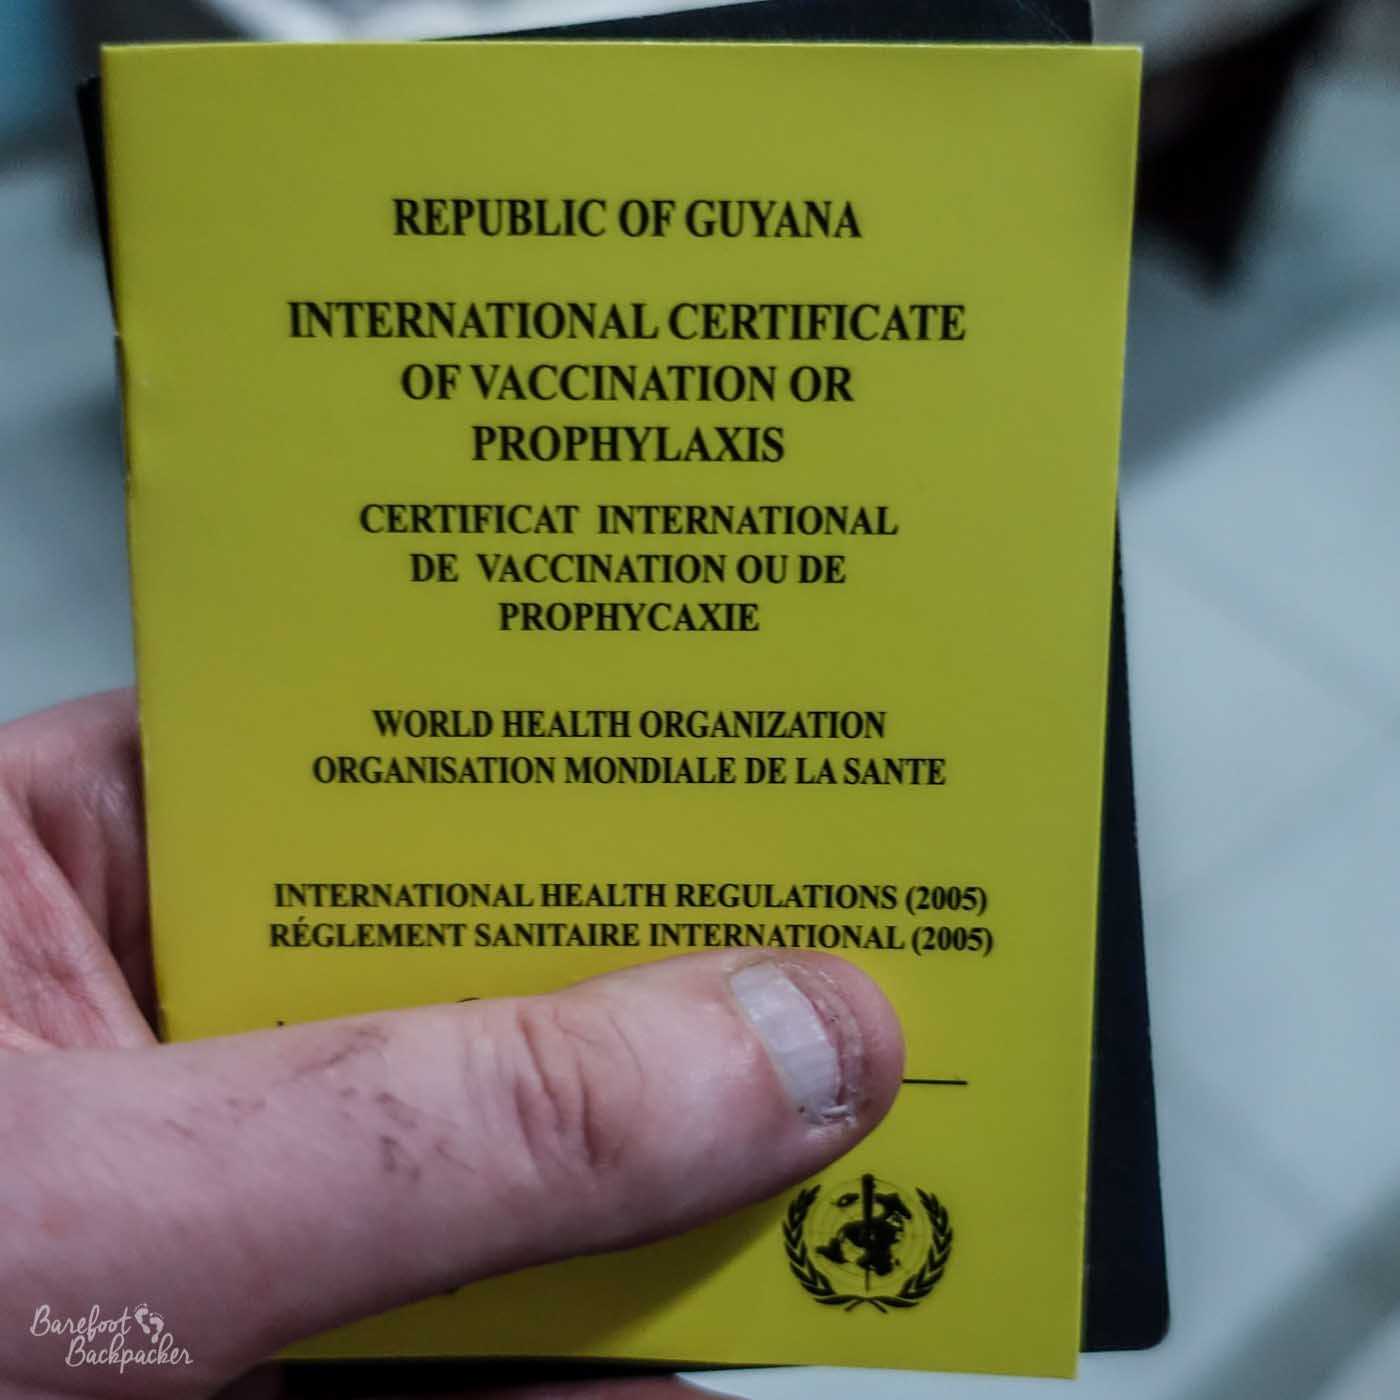 REPUBLIC OF GUYANA
INTERNATIONAL CERTIFICATE
OF VACCINATION OR
PROPHYLAXIS
CERTIFICAT INTERNATIONAL
DE VACCINATION OU DE
PROPHYCAXIE
WORLD HEALTH ORGANIZATION
ORGANISATION MONDIALE DE LA SANTE
INTERNATIONAL HEALTH REGULATIONS (2005)
RÉGLEMENT SANITAIRE INTERNATIONAL (2005)
Barefoot
Backpacker